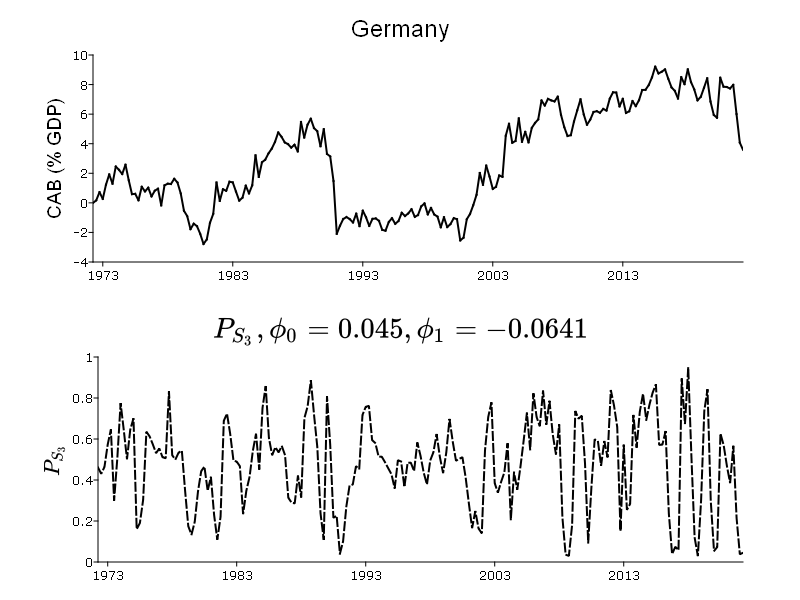 Germany
CAB (% GDP)
10
8
6
4
2
0
−2
−4
1973 1983 1993 2003 2013
P_{S_3}, ϕ_0 = 0.045, ϕ_1 = −0.0641
P_{S_3}
1
0.8
0.6
0.4
0.2
0
1973 1983 1993 2003 2013